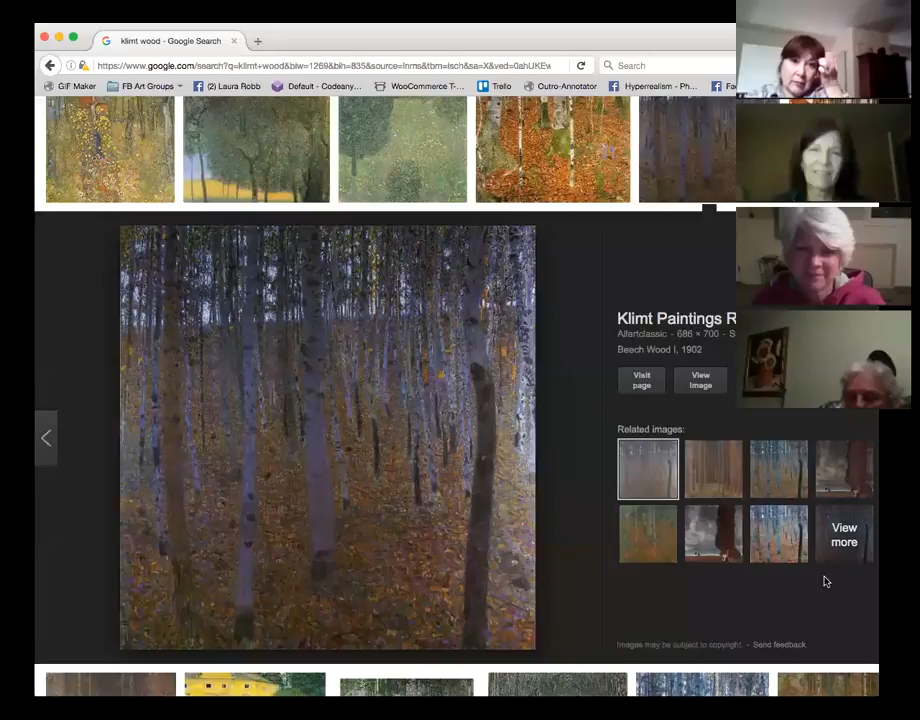 klimt wood - Google Search
https://www.google.com/search?q=klimt+wood&biw=1269&bih=835&source=lnms&tbm=isch&sa=X&ved=0ahUKEw
Search
GIF Maker
FB Art Groups
(2) Laura Robb
Default - Codeany...
WooCommerce T-...
Trello
Outro-Annotator
Hyperrealism - Ph...
Klimt Paintings R
Allartclassic - 686 × 700 - S
Beech Wood I, 1902
Visit
page
View
image
Related images:
View
more
Images may be subject to copyright. - Send feedback